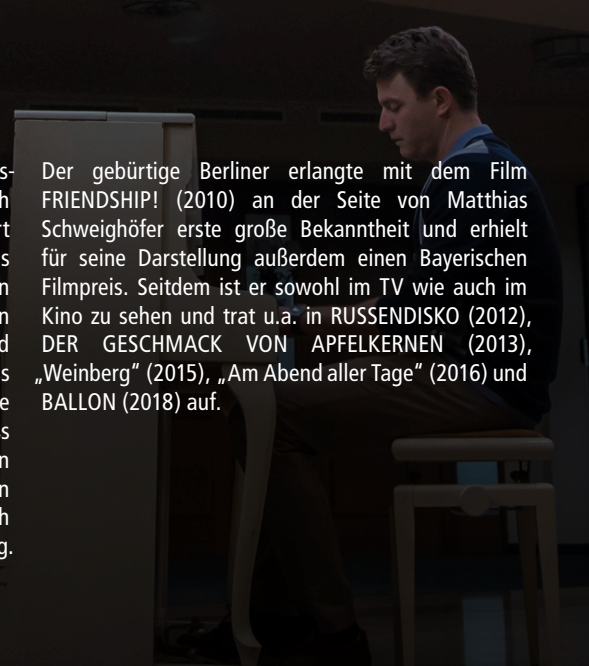 Der gebürtige Berliner erlangte mit dem Film
FRIENDSHIP! (2010) an der Seite von Matthias
Schweighöfer erste große Bekanntheit und erhielt
für seine Darstellung außerdem einen Bayerischen
Filmpreis. Seitdem ist er sowohl im TV wie auch im
Kino zu sehen und trat u.a. in RUSSENDISKO (2012),
DER GESCHMACK VON APFELKERNEN (2013),
„Weinberg“ (2015), „Am Abend aller Tage“ (2016) und
BALLON (2018) auf.